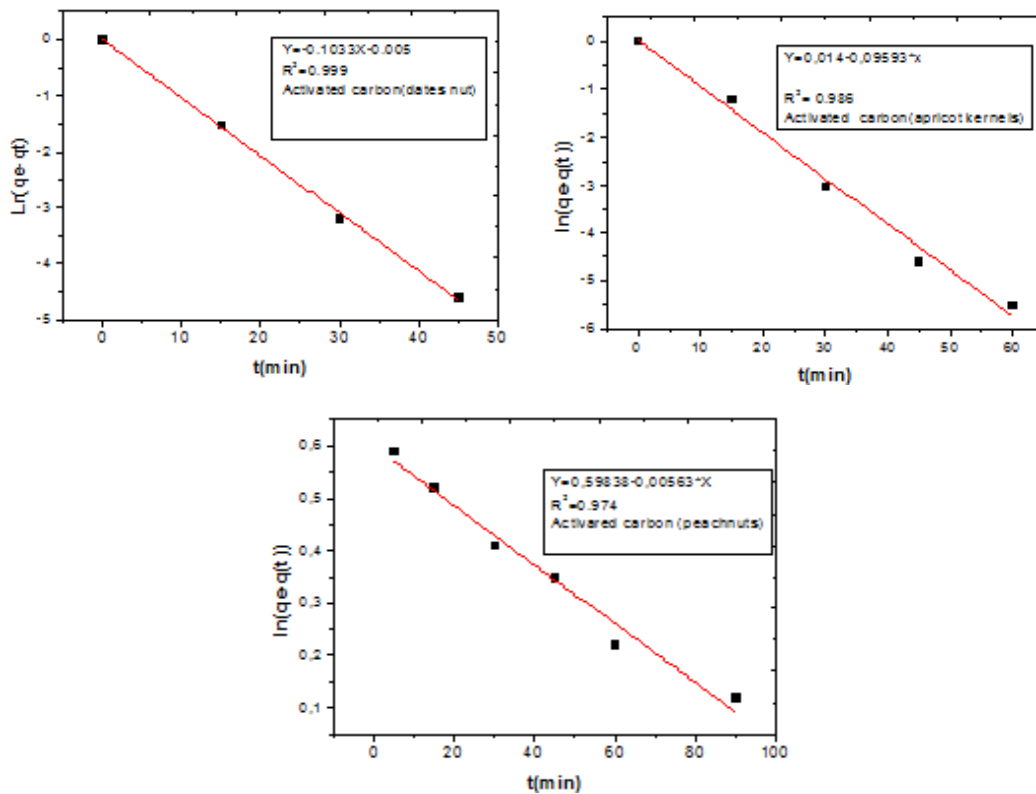 Y=-0.1033X-0.005
R²=0.999
Activated carbon(dates nut)
Lr(qe-qt)
0
-1
-2
-3
-4
-5
0 10 20 30 40 50
t(min)
Y=0,014-0,09593*x
R²= 0.986
Activated carbon(apricot kernels)
ln(qe-q(t))
0
-1
-2
-3
-4
-5
-6
0 10 20 30 40 50 60
t(min)
Y=0,59838-0,00563*X
R²=0.974
Activared carbon (peachnuts)
ln(qe-q(t))
0,6
0,5
0,4
0,3
0,2
0,1
0 20 40 60 80 100
t(min)